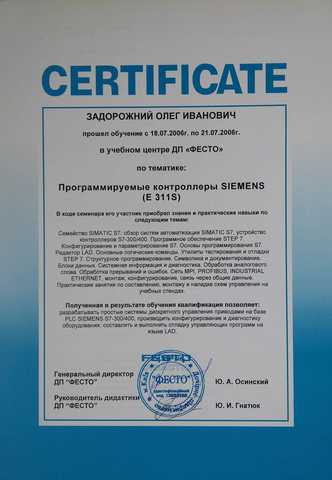 CERTIFICATE
ЗАДОРОЖНИЙ ОЛЕГ ИВАНОВИЧ
прошел обучение с 18.07.2006г. по 21.07.2006г.
в учебном центре ДП «ФЕСТО»
по тематике:
Программируемые контроллеры SIEMENS
(E 311S)
В ходе семинара его участник приобрел знания и практические навыки по
следующим темам:
Семейство SIMATIC S7: обзор систем автоматизации SIMATIC S7, устройство
контроллеров S7-300/400. Программное обеспечение STEP 7.
Конфигурирование и параметрирование S7. Основы программирования S7.
Редактор LAD. Основные логические команды. Утилиты тестирования и отладки
STEP 7. Структурное программирование. Символика и документирование.
Блоки данных. Системная информация и диагностика. Обработка аналогового
слова. Обработка прерываний и ошибок. Сеть MPI, PROFIBUS, INDUSTRIAL
ETHERNET: монтаж, конфигурирование, связь через общие данные.
Практические занятия по составлению, монтажу и наладке схем управления на
учебных стендах.
Полученная в результате обучения квалификация позволяет:
разрабатывать простые системы дискретного управления приводами на базе
PLC SIEMENS S7-300/400, производить конфигурирование и диагностику
оборудования, составлять и выполнять отладку управляющих программ на
языке LAD.
FESTO
Генеральный директор
ДП "ФЕСТО"
Ю. А. Осинский
"ФЕСТО"
Руководитель дидактики
ДП "ФЕСТО"
Ю. И. Гнатюк